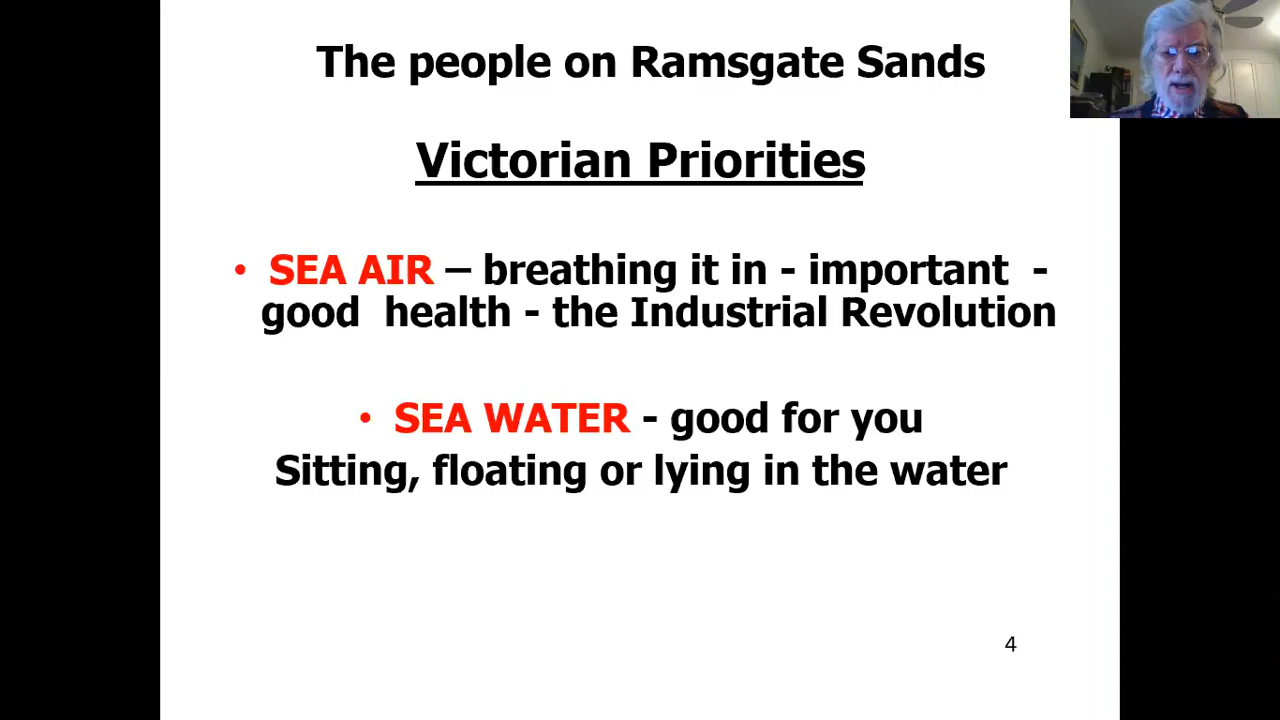 The people on Ramsgate Sands
Victorian Priorities
• SEA AIR – breathing it in - important -
good health - the Industrial Revolution
• SEA WATER - good for you
Sitting, floating or lying in the water
4